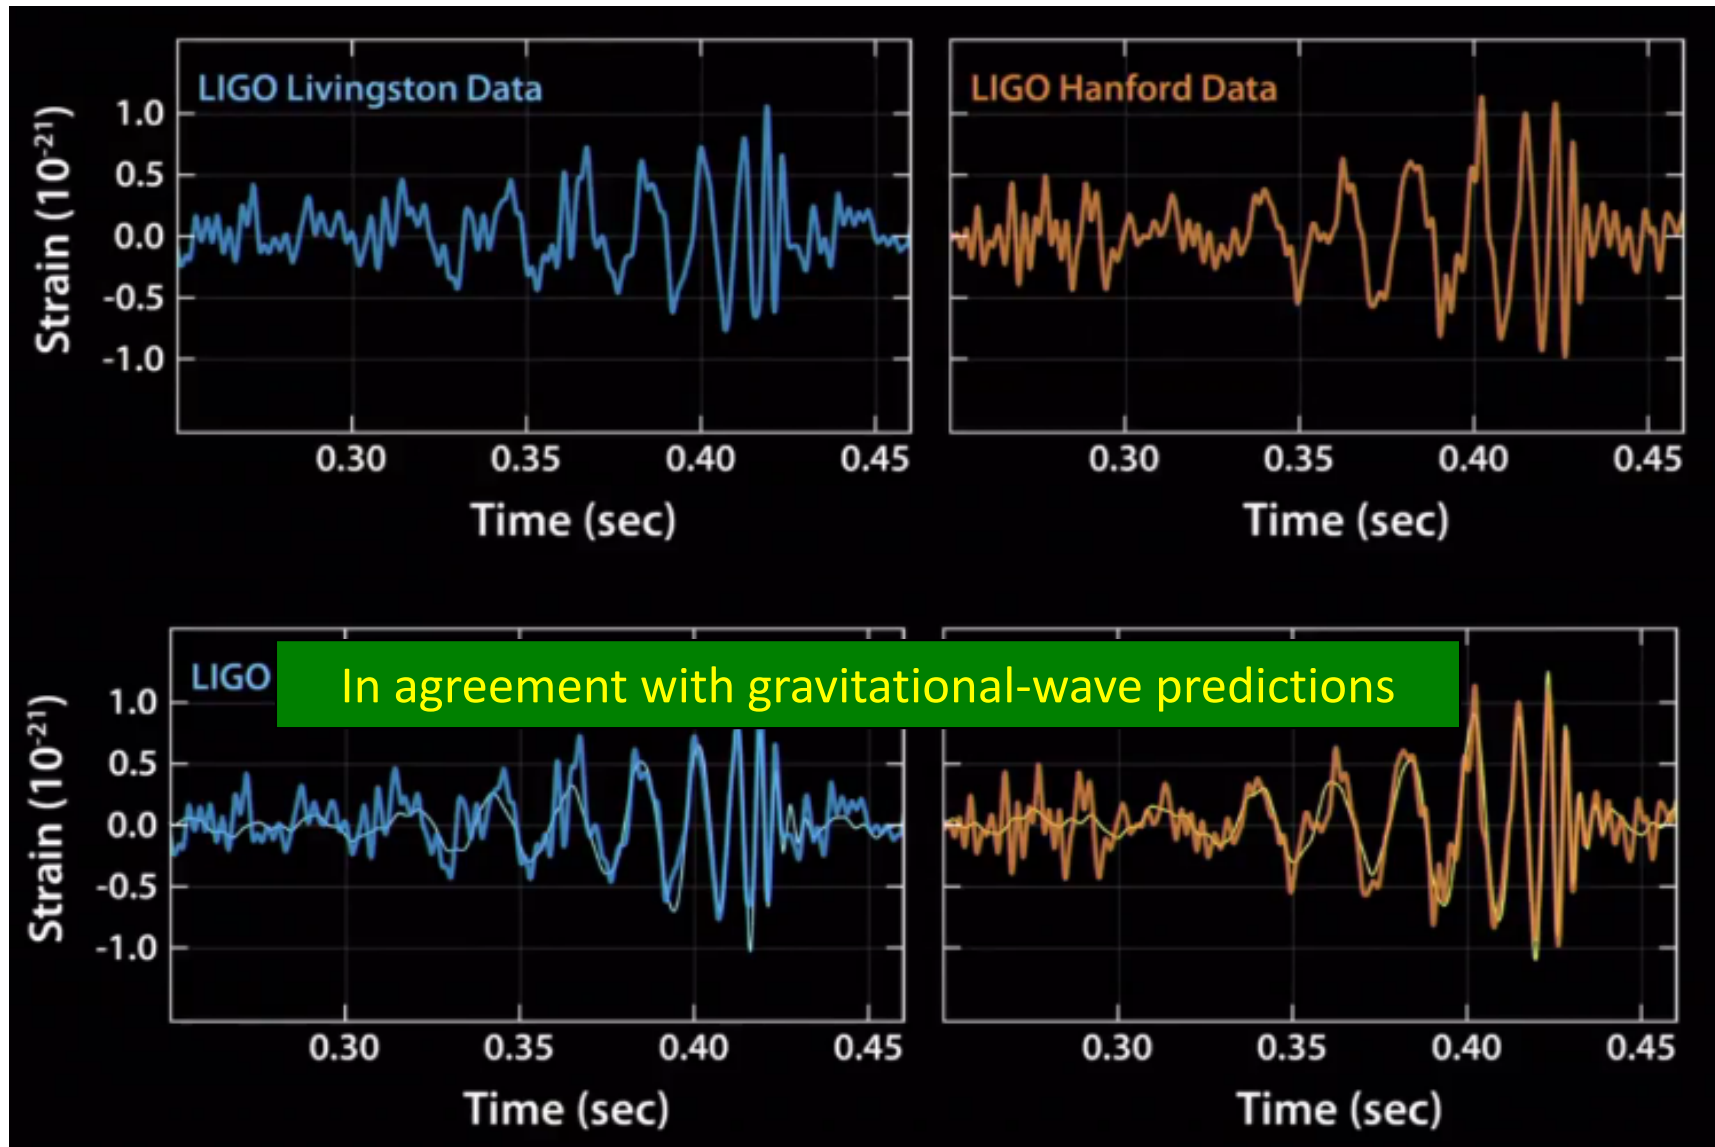 LIGO Livingston Data
LIGO Hanford Data
Strain (10⁻²¹)
1.0
0.5
0.0
-0.5
-1.0
0.30 0.35 0.40 0.45
0.30 0.35 0.40 0.45
Time (sec)
Time (sec)
LIGO
In agreement with gravitational-wave predictions
Strain (10⁻²¹)
1.0
0.5
0.0
-0.5
-1.0
0.30 0.35 0.40 0.45
0.30 0.35 0.40 0.45
Time (sec)
Time (sec)